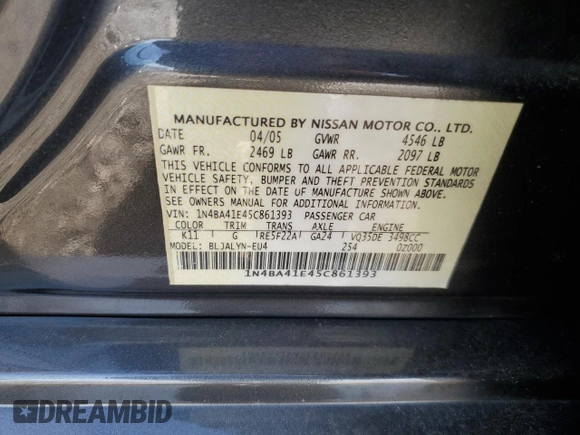 MANUFACTURED BY NISSAN MOTOR CO., LTD.
DATE 04/05 GVWR 4546 LB
GAWR FR. 2469 LB GAWR RR. 2097 LB
THIS VEHICLE CONFORMS TO ALL APPLICABLE FEDERAL MOTOR
VEHICLE SAFETY, BUMPER AND THEFT PREVENTION STANDARDS
IN EFFECT ON THE DATE OF MANUFACTURE SHOWN ABOVE.
SEE OWNERS MANUAL FOR ADDITIONAL INFORMATION.
VIN: 1N4BA41E45C861393 PASSENGER CAR
COLOR TRIM TRANS AXLE ENGINE
K11 G RE5F22A GA24 VQ35DE 3498CC
MODEL: BLJALYN-EU4 254 02000
1N4BA41E45C861393
DREAMBID